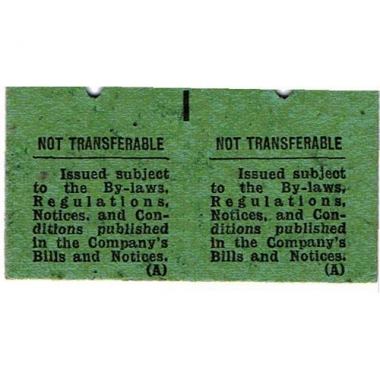 NOT TRANSFERABLE
Issued subject
to the By-laws,
Regulations,
Notices, and Con-
ditions published
in the Company's
Bills and Notices.
(A)
NOT TRANSFERABLE
Issued subject
to the By-laws,
Regulations,
Notices, and Con-
ditions published
in the Company's
Bills and Notices.
(A)